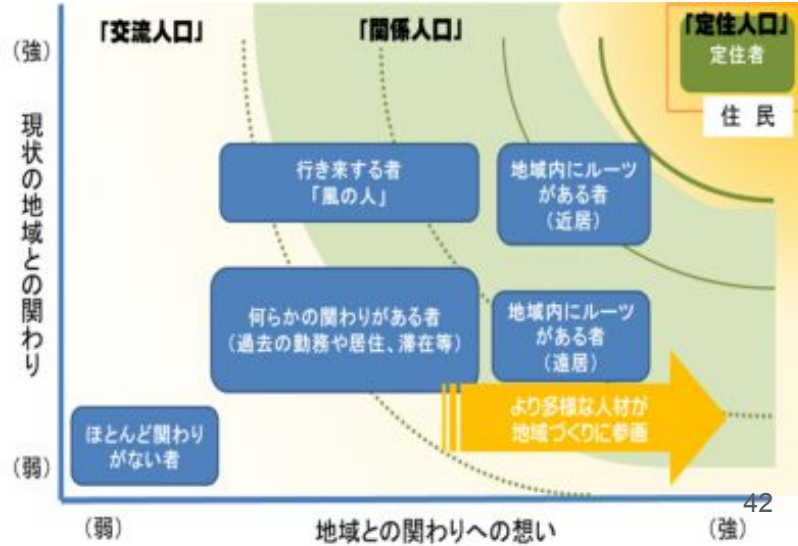 「交流人口」
「関係人口」
「定住人口」
定住者
住 民
(強)
現状の地域との関わり
(弱)
行き来する者
「風の人」
地域内にルーツ
がある者
(近居)
何らかの関わりがある者
(過去の勤務や居住、滞在等)
地域内にルーツ
がある者
(遠居)
より多様な人材が
地域づくりに参画
ほとんど関わり
がない者
42
(弱)
地域との関わりへの想い
(強)